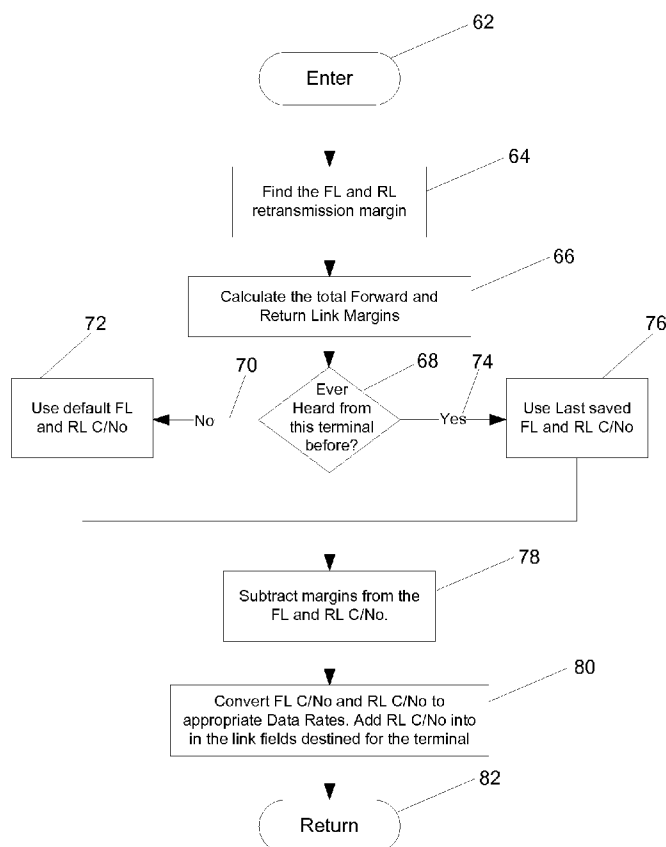 62
Enter
64
Find the FL and RL
retransmission margin
66
Calculate the total Forward and
Return Link Margins
72
70
68
74
76
Use default FL
and RL C/No
No
Ever
Heard from
this terminal
before?
Yes
Use Last saved
FL and RL C/No
78
Subtract margins from the
FL and RL C/No.
80
Convert FL C/No and RL C/No to
appropriate Data Rates. Add RL C/No into
in the link fields destined for the terminal
82
Return